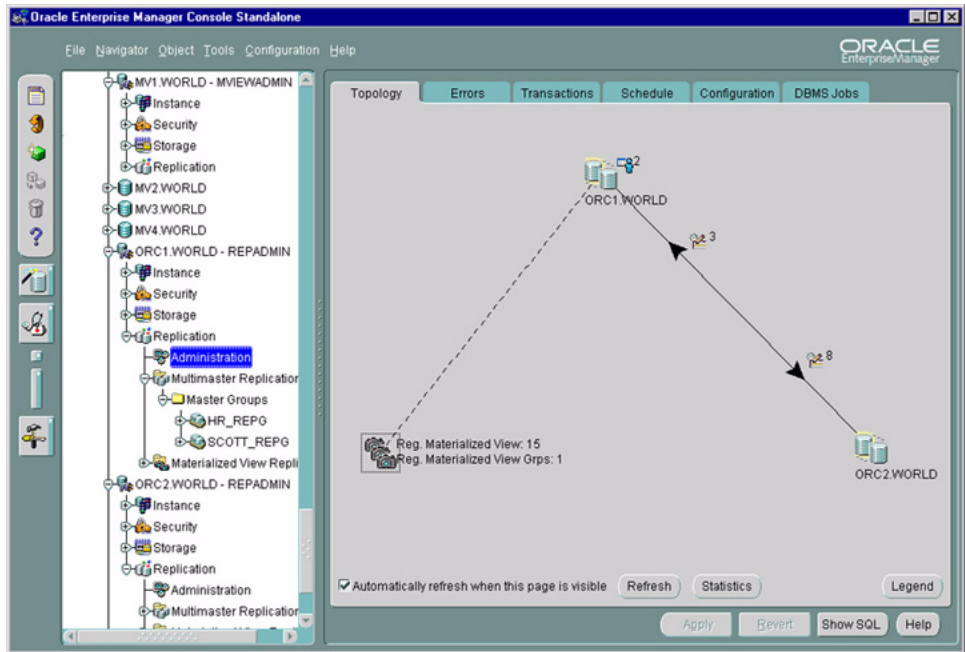 Oracle Enterprise Manager Console Standalone
File Navigator Object Tools Configuration Help
ORACLE
EnterpriseManager
MV1.WORLD - MVIEWADMIN
Instance
Security
Storage
Replication
MV2.WORLD
MV3.WORLD
MV4.WORLD
ORC1.WORLD - REPADMIN
Instance
Security
Storage
Replication
Administration
Multimaster Replication
Master Groups
HR_REPG
SCOTT_REPG
Materialized View Repli
ORC2.WORLD - REPADMIN
Instance
Security
Storage
Replication
Administration
Multimaster Replication
Topology Errors Transactions Schedule Configuration DBMS Jobs
2
ORC1.WORLD
3
8
Reg. Materialized View: 15
Reg. Materialized View Grps: 1
ORC2.WORLD
Automatically refresh when this page is visible Refresh Statistics Legend
Apply Revert Show SQL Help